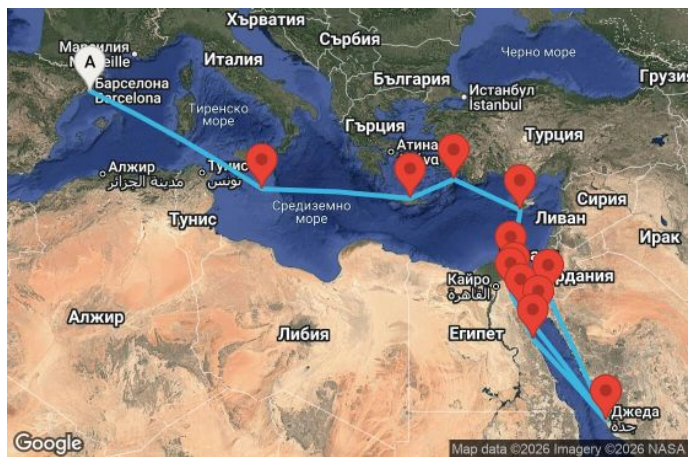 Хърватия
Марсилия
Сърбия
Черно море
Италия
Грузия
A
Барселона
Barcelona
България
Истанбул
İstanbul
Тиренско
море
Гърция
Атина
Турция
Алжир
مدينة الجزائر
Тунис
تونس
Сирия
Тунис
Средиземно
море
Ливан
Ирак
Кайро
القاهرة
Алжир
Либия
Египет
Джеда
جدة
Google
Map data ©2026 Imagery ©2026 NASA